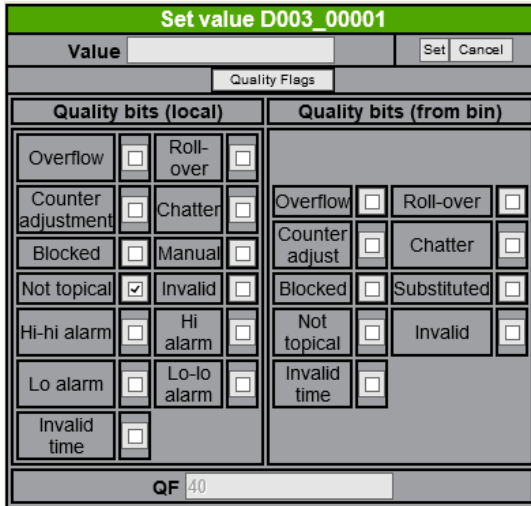 Set value D003_00001
Value Set Cancel
Quality Flags
Quality bits (local) Quality bits (from bin)
Overflow Roll-
over
Counter
adjustment Chatter
Blocked Manual
Not topical Invalid
Hi-hi alarm Hi
alarm
Lo alarm Lo-lo
alarm
Invalid
time
Overflow Roll-over
Counter
adjust Chatter
Blocked Substituted
Not
topical Invalid
Invalid
time
QF 40